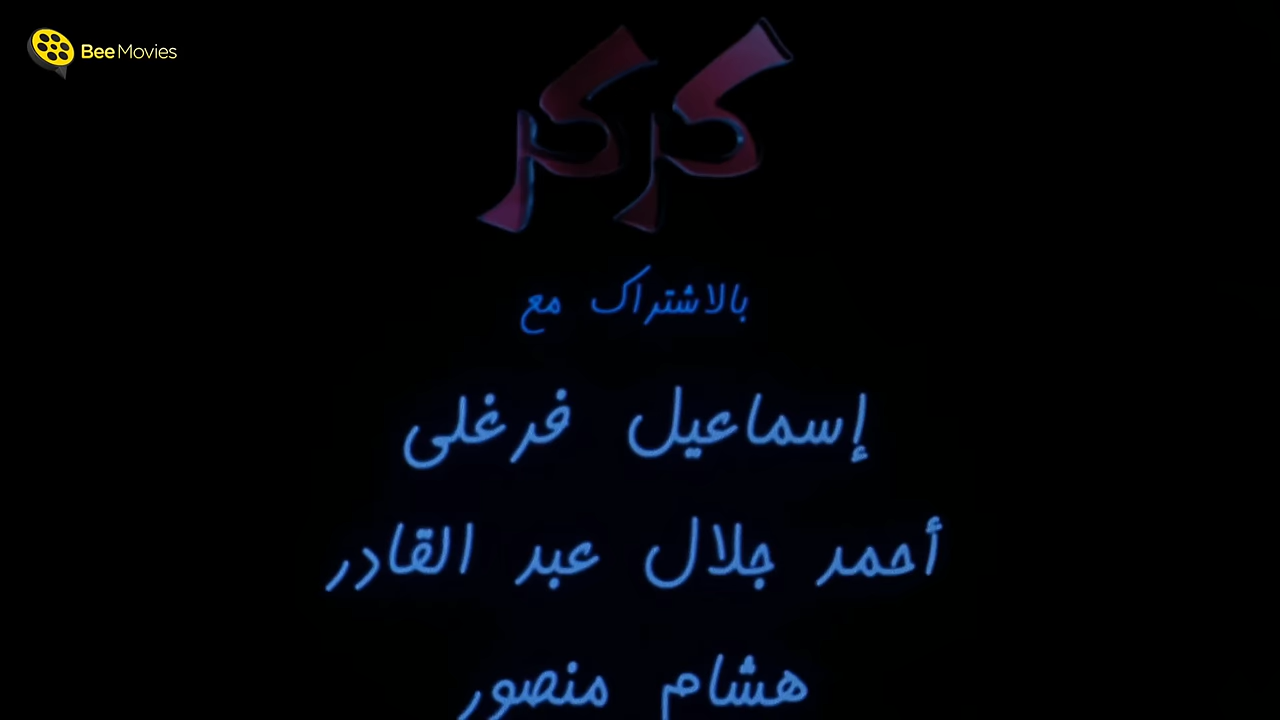 BeeMovies
كركر
بالاشتراك مع
إسماعيل فرغلى
أحمد جلال عبد القادر
هشام منصور